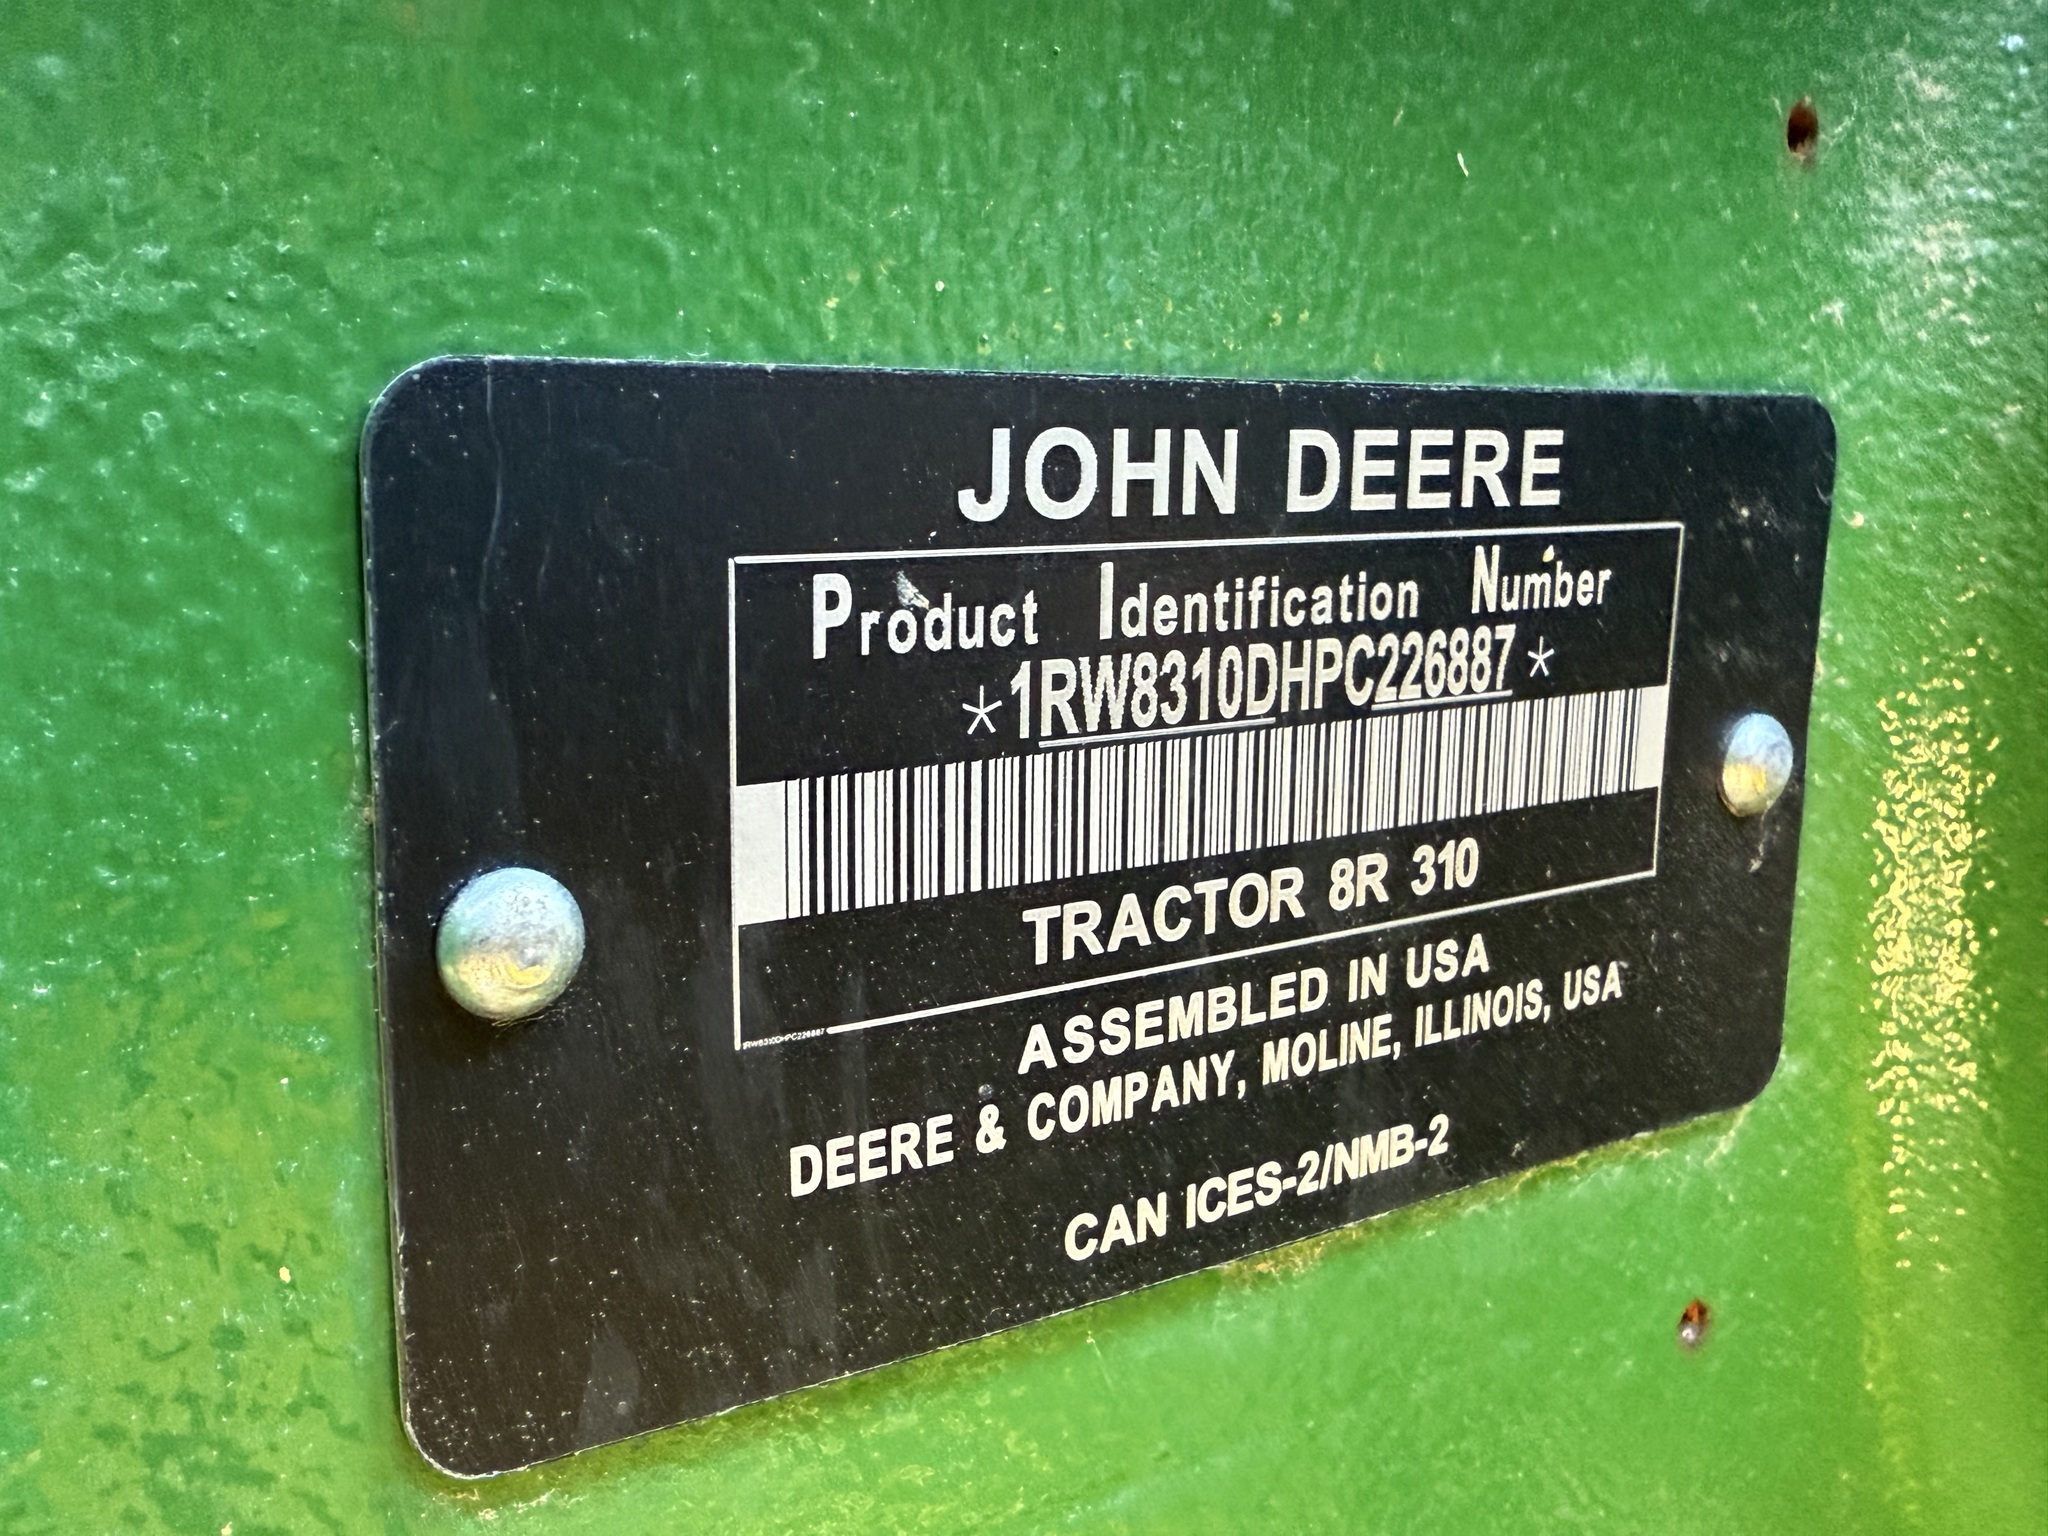 JOHN DEERE
Product Identification Number
*1RW8310DHPC226887*
TRACTOR 8R 310
1RW8310DHPC226887
ASSEMBLED IN USA
DEERE & COMPANY, MOLINE, ILLINOIS, USA
CAN ICES-2/NMB-2